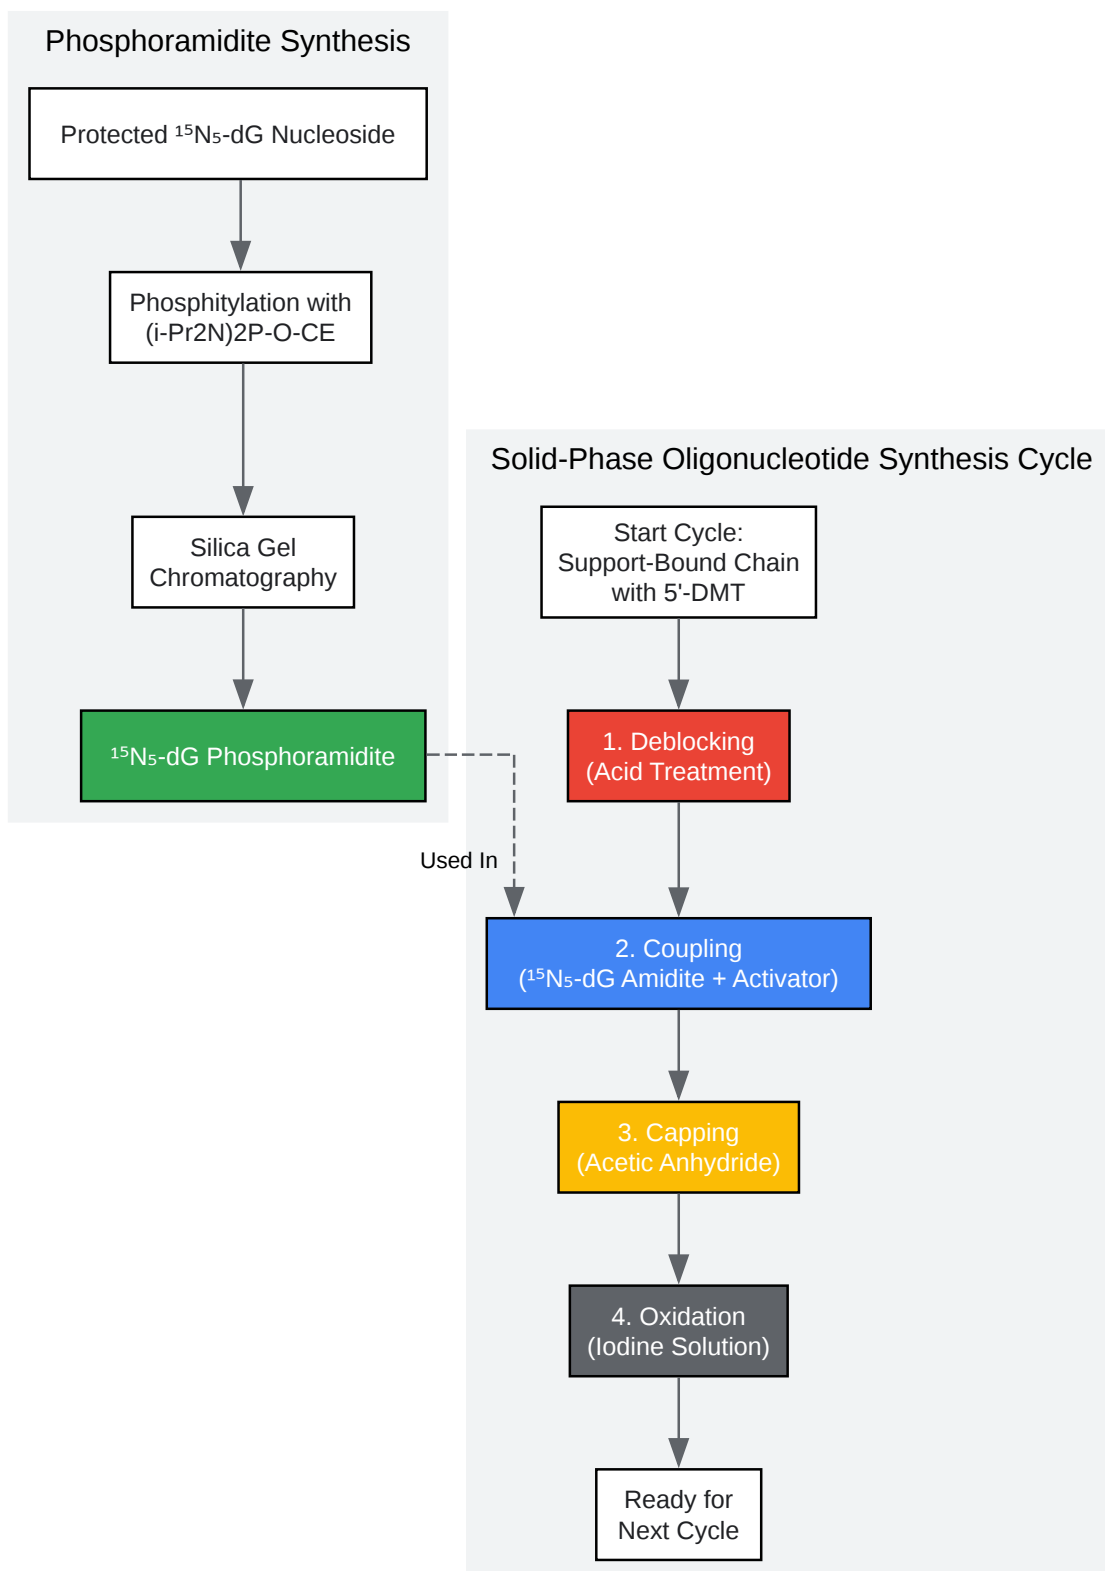 Phosphoramidite Synthesis
Protected ¹⁵N₅-dG Nucleoside
Phosphitylation with
(i-Pr2N)2P-O-CE
Silica Gel
Chromatography
¹⁵N₅-dG Phosphoramidite
Used In
Solid-Phase Oligonucleotide Synthesis Cycle
Start Cycle:
Support-Bound Chain
with 5'-DMT
1. Deblocking
(Acid Treatment)
2. Coupling
(¹⁵N₅-dG Amidite + Activator)
3. Capping
(Acetic Anhydride)
4. Oxidation
(Iodine Solution)
Ready for
Next Cycle